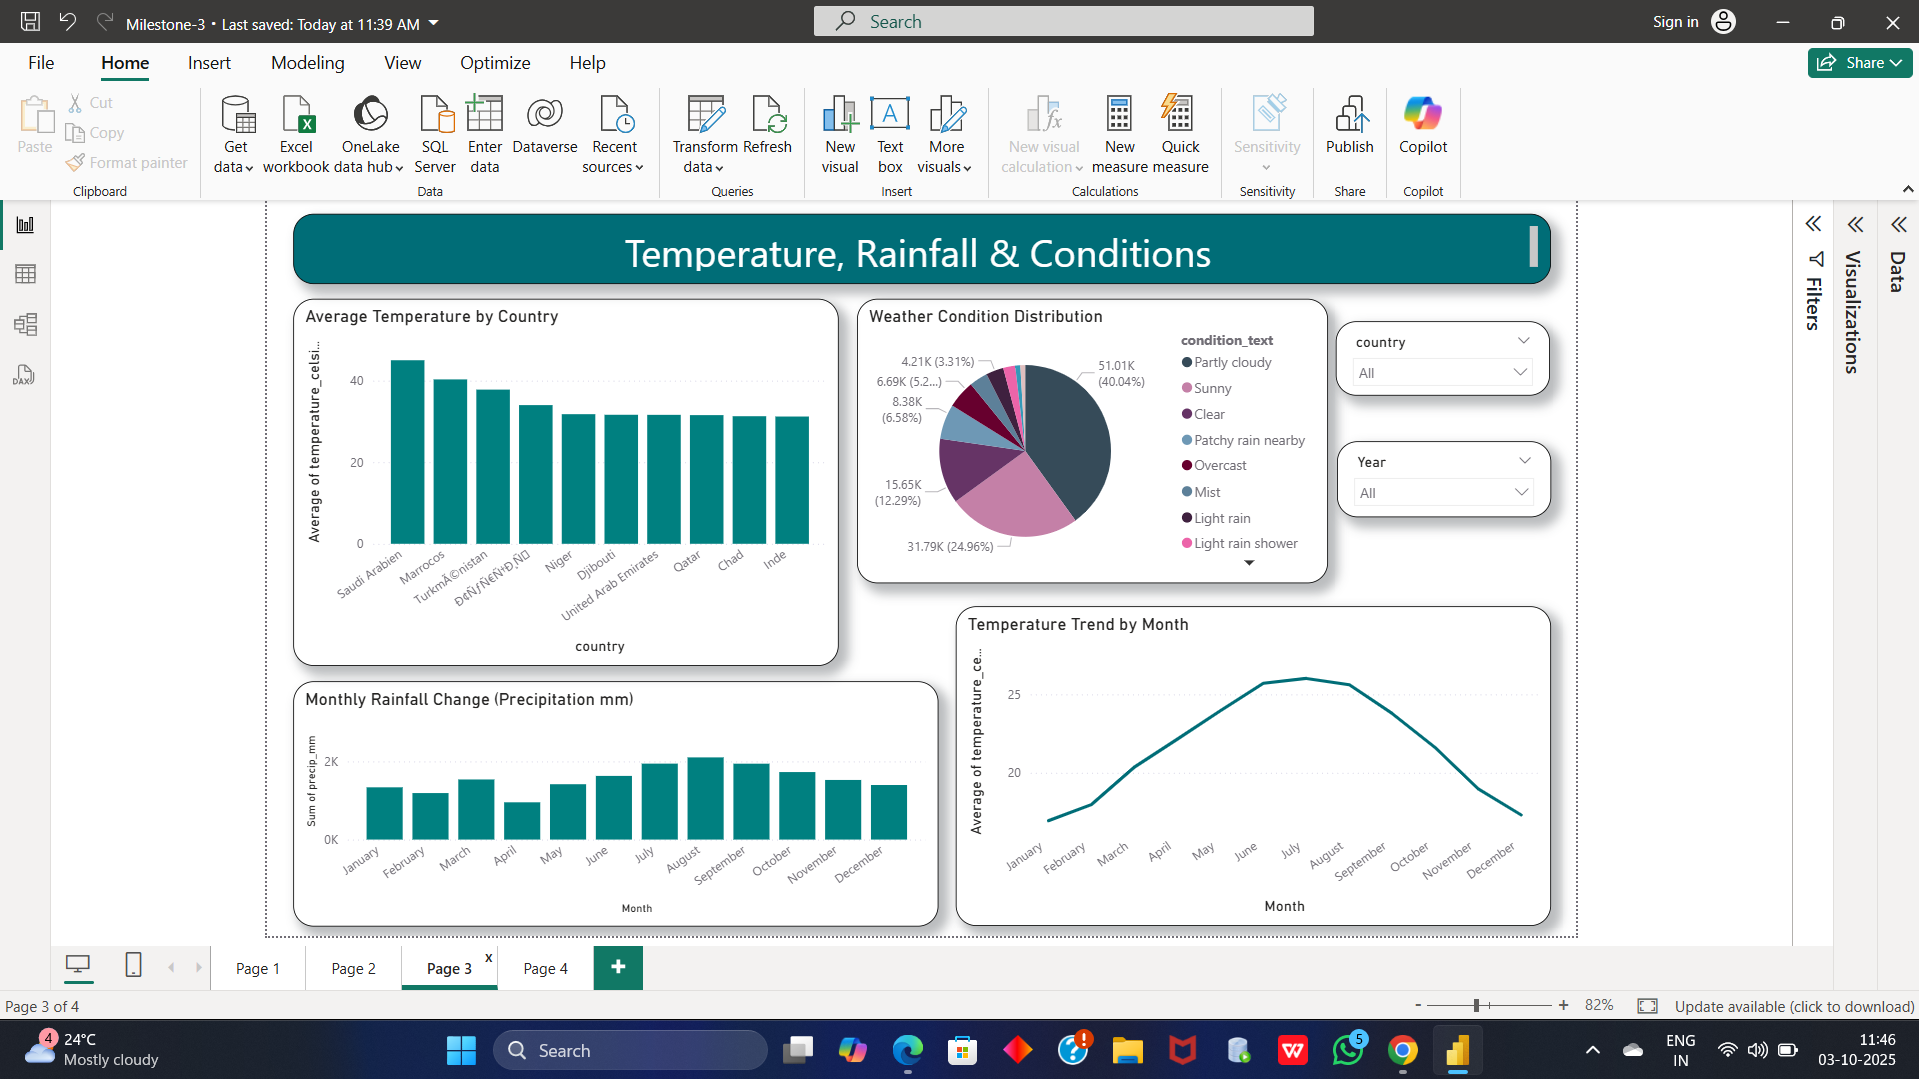 Milestone-3 • Last saved: Today at 11:39 AM
Search
Sign in
File
Home
Insert
Modeling
View
Optimize
Help
Share
Paste
Cut
Copy
Format painter
Clipboard
Get data
Excel workbook
OneLake data hub
SQL Server
Enter data
Dataverse
Recent sources
Data
Transform data
Refresh
Queries
New visual
Text box
More visuals
Insert
New visual calculation
New measure
Quick measure
Calculations
Sensitivity
Sensitivity
Publish
Share
Copilot
Copilot
Temperature, Rainfall & Conditions
Average Temperature by Country
Average of temperature_celsi...
40
20
0
Saudi Arabien
Marrocos
TurkmÃ©nistan
Niger
Djibouti
United Arab Emirates
Qatar
Chad
Inde
country
Weather Condition Distribution
4.21K (3.31%)
6.69K (5.2...)
8.38K (6.58%)
15.65K (12.29%)
31.79K (24.96%)
51.01K (40.04%)
condition_text
Partly cloudy
Sunny
Clear
Patchy rain nearby
Overcast
Mist
Light rain
Light rain shower
country
All
Year
All
Monthly Rainfall Change (Precipitation mm)
Sum of precip_mm
2K
0K
January
February
March
April
May
June
July
August
September
October
November
December
Month
Temperature Trend by Month
Average of temperature_ce...
25
20
January
February
March
April
May
June
July
August
September
October
November
December
Month
Filters
Visualizations
Data
DAX
Page 1
Page 2
Page 3
x
Page 4
+
Page 3 of 4
- + 82%
Update available (click to download)
4
24°C
Mostly cloudy
Search
5
ENG
IN
11:46
03-10-2025